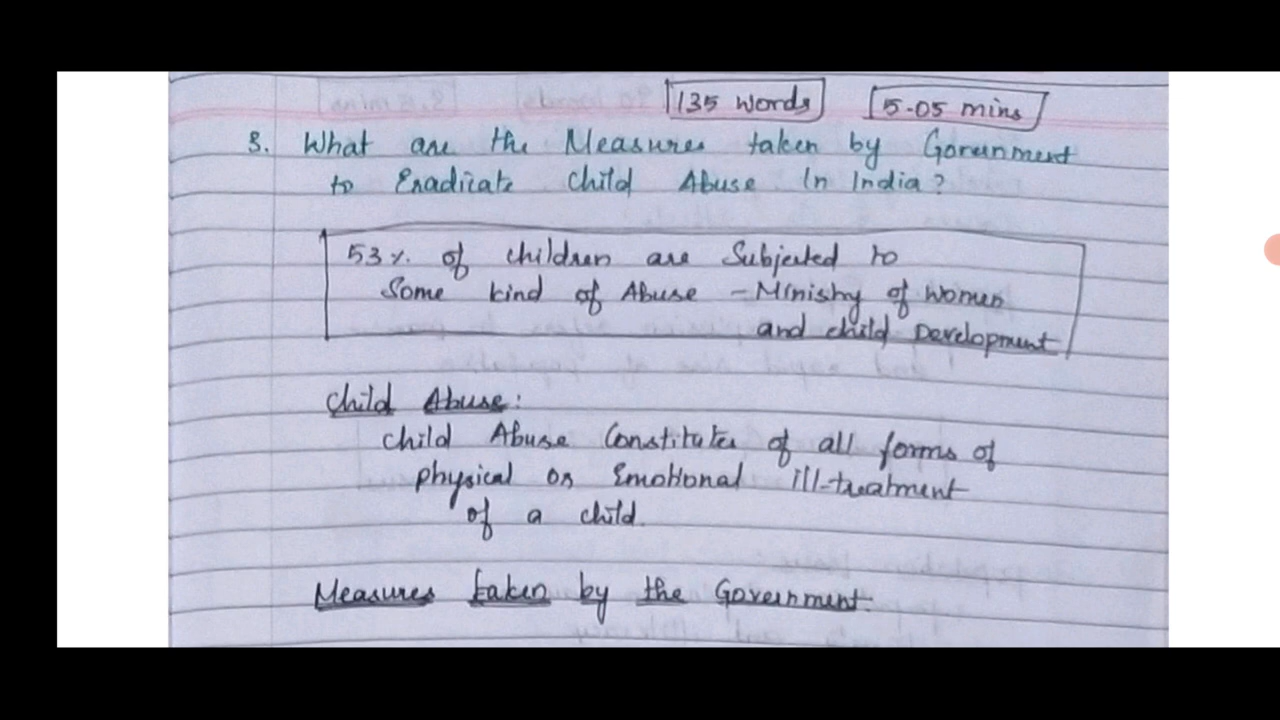 135 words 5.05 mins
3. What are the Measures taken by Government
to Eradicate Child Abuse In India?
53%. of children are Subjected to
Some kind of Abuse - Ministry of Women
and child Development
Child Abuse:
Child Abuse Constitutes of all forms of
physical or Emotional ill-treatment
of a child.
Measures taken by the Government.